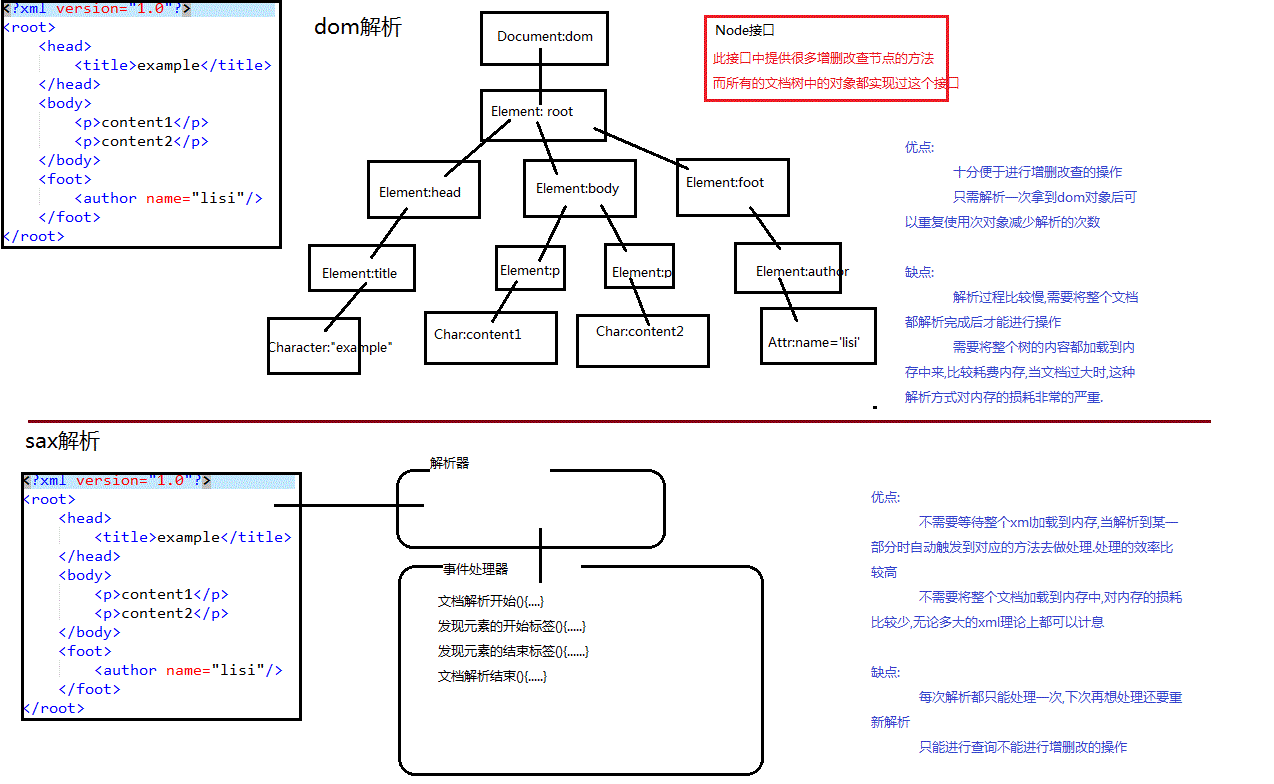 <?xml version="1.0"?>
<root>
<head>
<title>example</title>
</head>
<body>
<p>content1</p>
<p>content2</p>
</body>
<foot>
<author name="lisi"/>
</foot>
</root>
dom解析
Document:dom
Element: root
Element:head
Element:body
Element:foot
Element:title
Element:p
Element:p
Element:author
Character:"example"
Char:content1
Char:content2
Attr:name='lisi'
Node接口
此接口中提供很多增删改查节点的方法
而所有的文档树中的对象都实现过这个接口
优点:
十分便于进行增删改查的操作
只需解析一次拿到dom对象后可
以重复使用次对象减少解析的次数
缺点:
解析过程比较慢,需要将整个文档
都解析完成后才能进行操作
需要将整个树的内容都加载到内
存中来,比较耗费内存,当文档过大时,这种
解析方式对内存的损耗非常的严重.
sax解析
<?xml version="1.0"?>
<root>
<head>
<title>example</title>
</head>
<body>
<p>content1</p>
<p>content2</p>
</body>
<foot>
<author name="lisi"/>
</foot>
</root>
解析器
事件处理器
文档解析开始(){....}
发现元素的开始标签(){.....}
发现元素的结束标签(){......}
文档解析结束(){.....}
优点:
不需要等待整个xml加载到内存,当解析到某一
部分时自动触发到对应的方法去做处理.处理的效率比
较高
不需要将整个文档加载到内存中,对内存的损耗
比较少,无论多大的xml理论上都可以计息
缺点:
每次解析都只能处理一次,下次再想处理还要重
新解析
只能进行查询不能进行增删改的操作